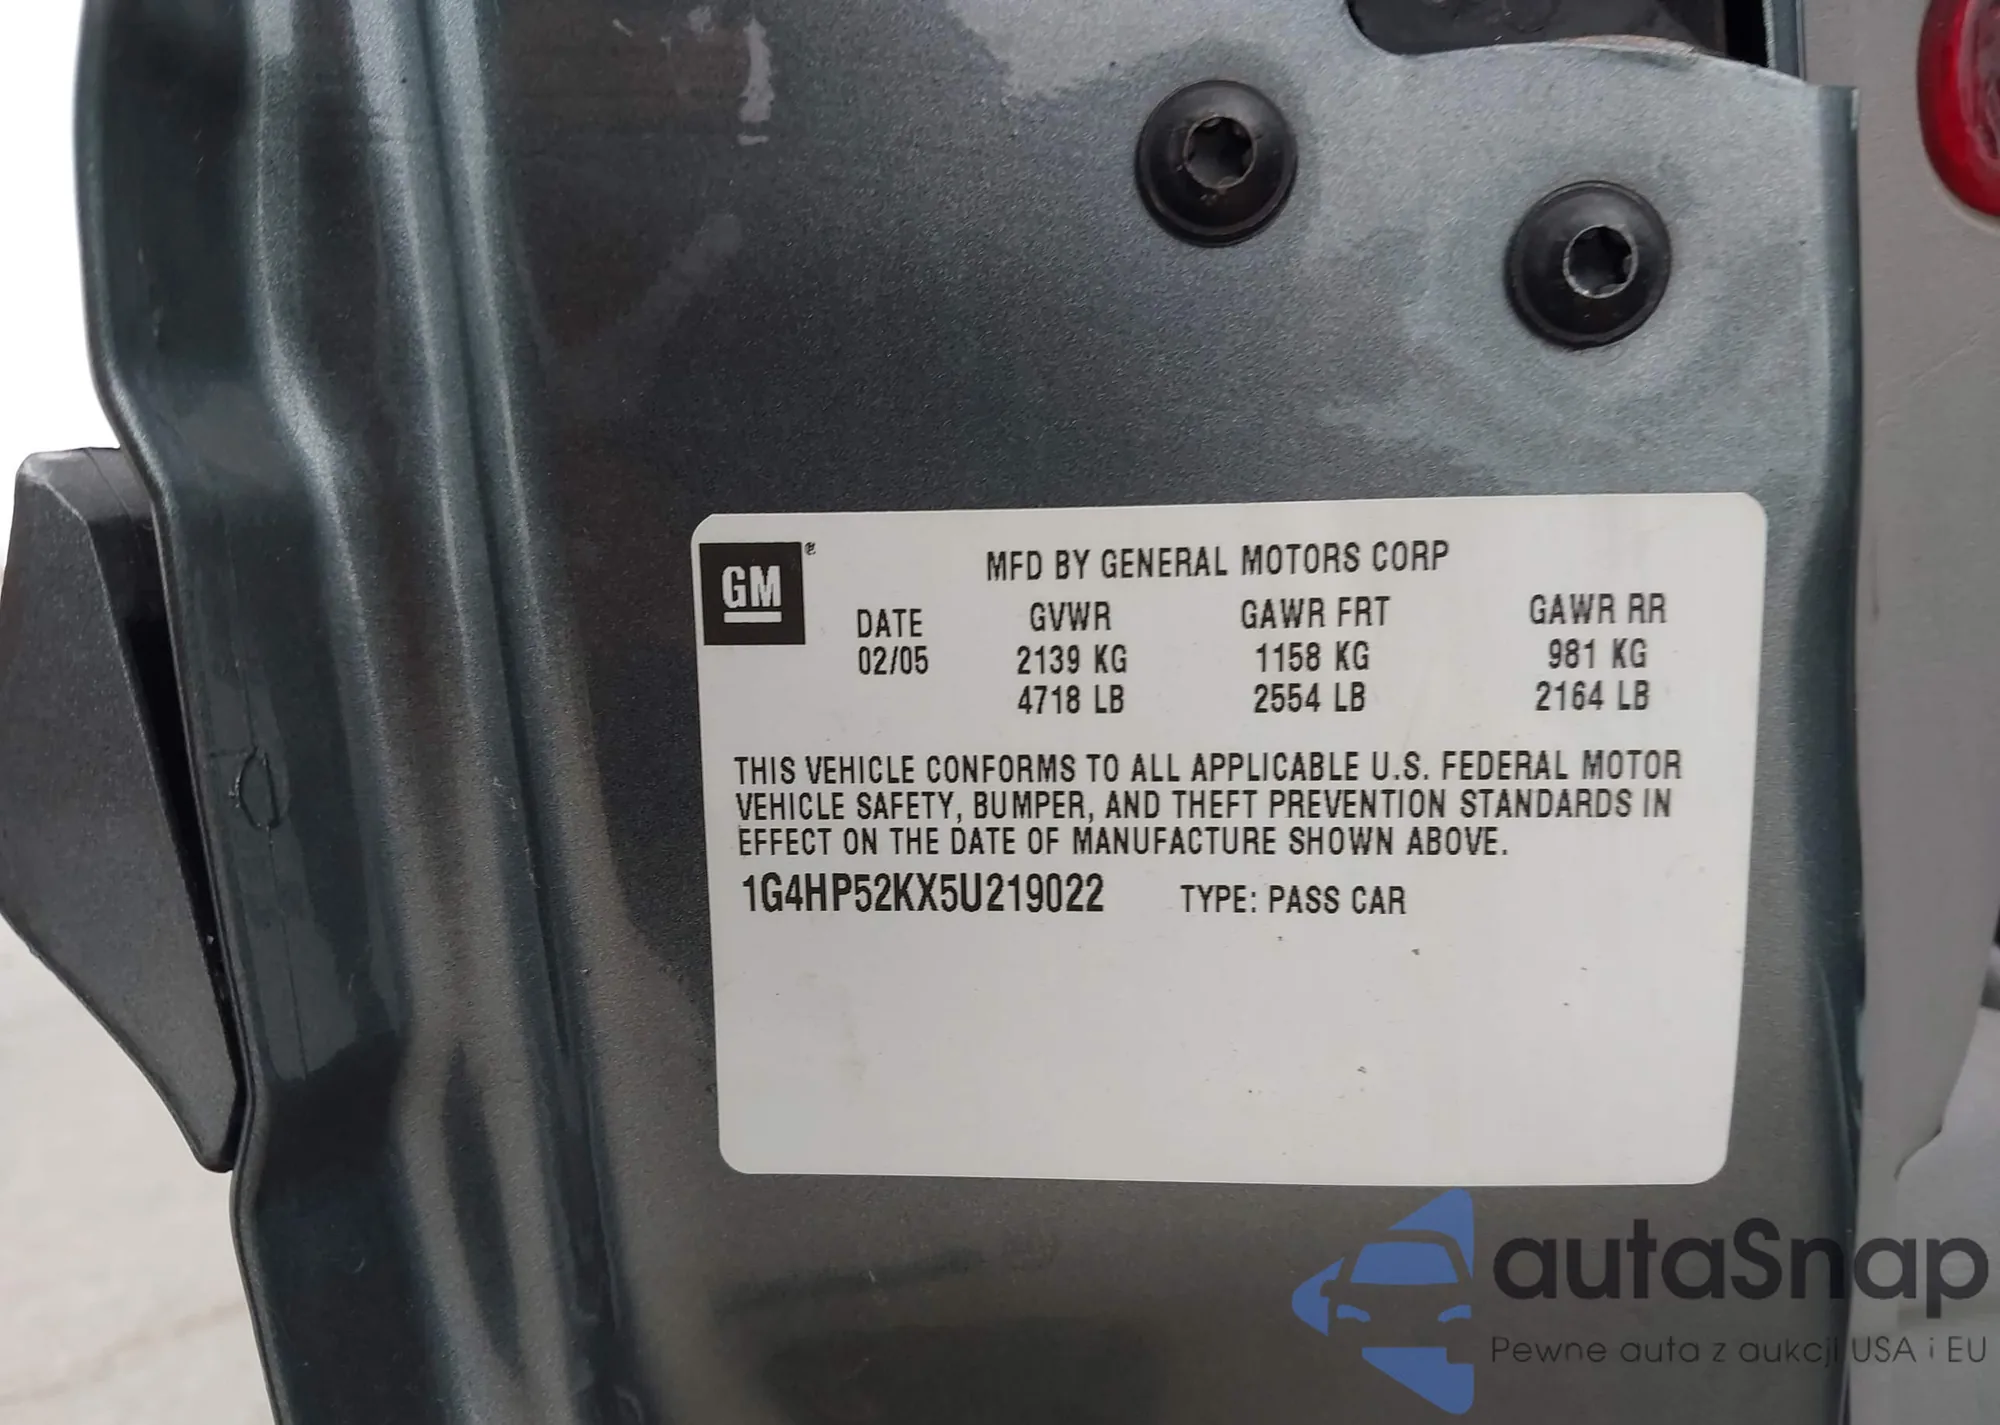 GM®
MFD BY GENERAL MOTORS CORP
DATE GVWR GAWR FRT GAWR RR
02/05 2139 KG 1158 KG 981 KG
4718 LB 2554 LB 2164 LB
THIS VEHICLE CONFORMS TO ALL APPLICABLE U.S. FEDERAL MOTOR
VEHICLE SAFETY, BUMPER, AND THEFT PREVENTION STANDARDS IN
EFFECT ON THE DATE OF MANUFACTURE SHOWN ABOVE.
1G4HP52KX5U219022 TYPE: PASS CAR
autaSnap
Pewne auta z aukcji USA i EU